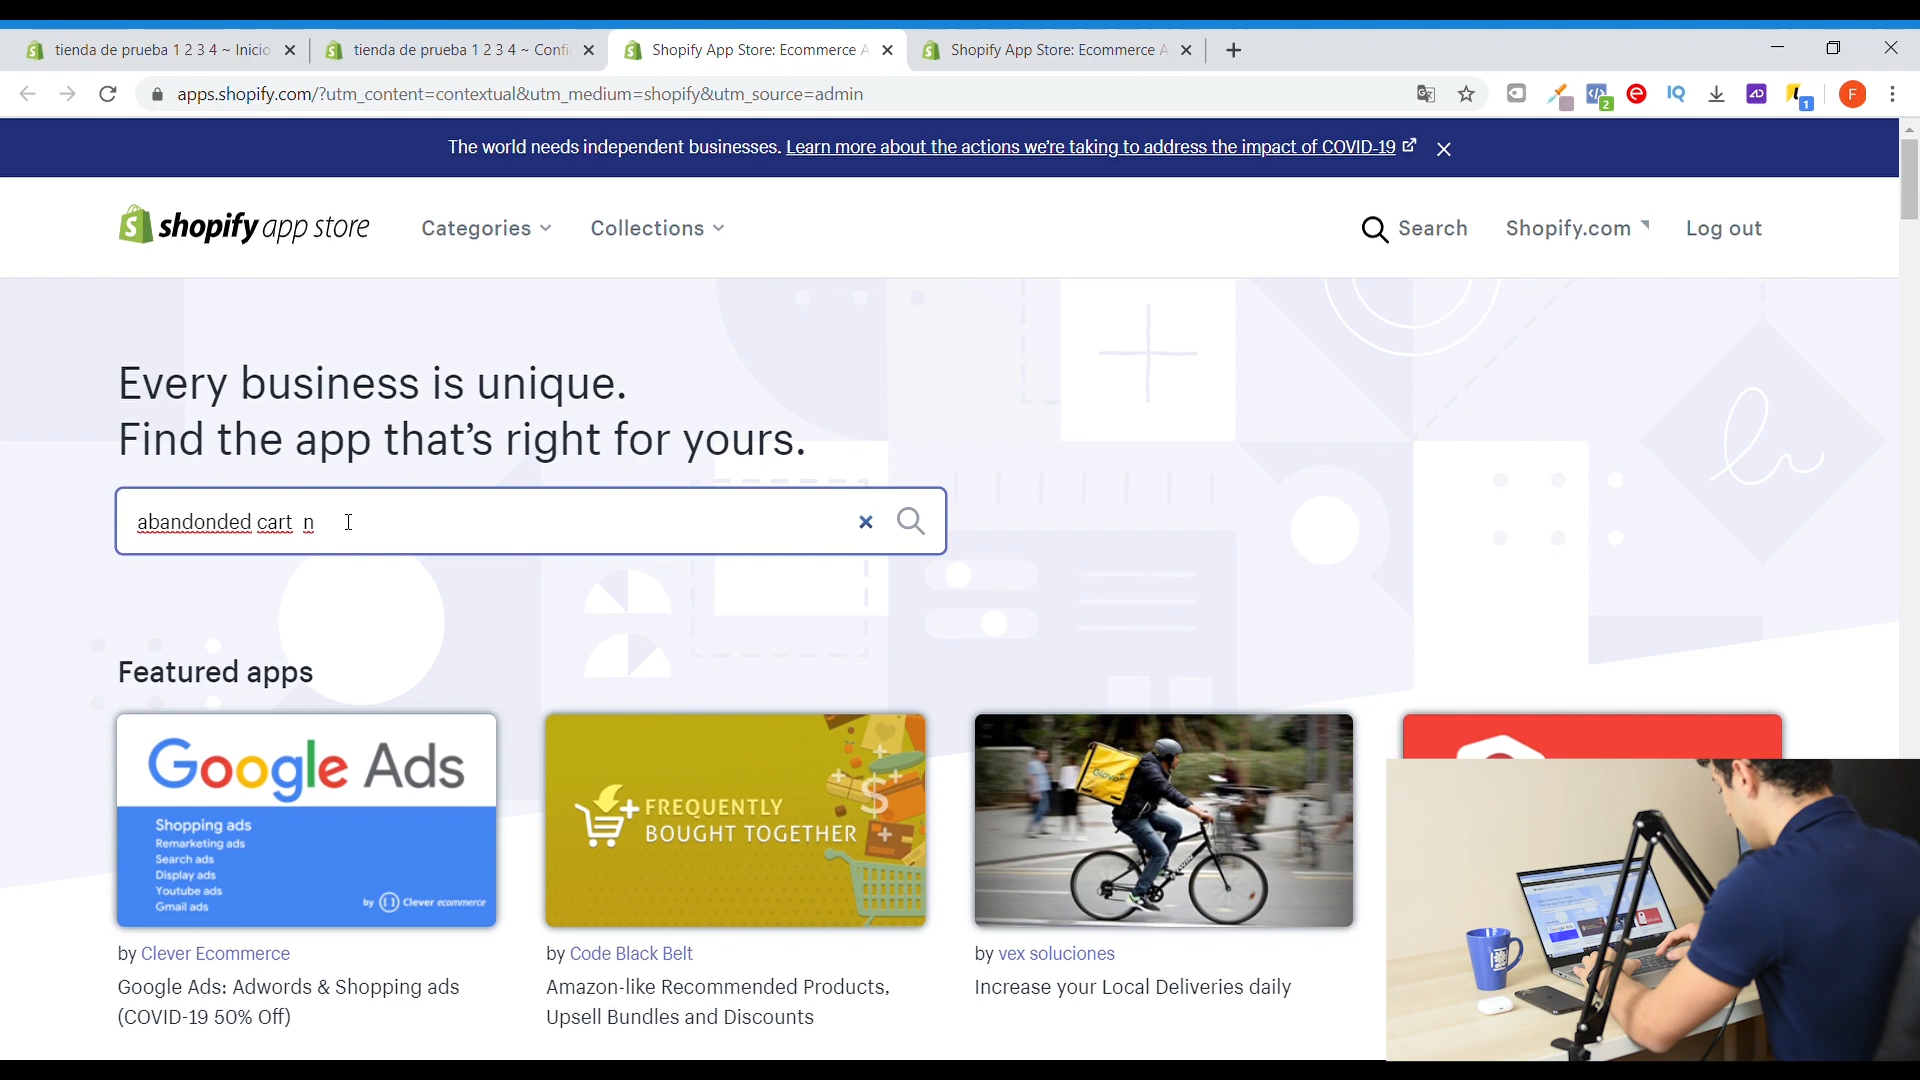 tienda de prueba 1 2 3 4 ~ Inicio
tienda de prueba 1 2 3 4 ~ Confi
Shopify App Store: Ecommerce A
Shopify App Store: Ecommerce A
apps.shopify.com/?utm_content=contextual&utm_medium=shopify&utm_source=admin
2
IQ
1
F
The world needs independent businesses. Learn more about the actions we're taking to address the impact of COVID-19
shopify app store
Categories
Collections
Search
Shopify.com
Log out
Every business is unique.
Find the app that's right for yours.
abandonded cart n
Featured apps
Google Ads
Shopping ads
Remarketing ads
Search ads
Display ads
Youtube ads
Gmail ads
by Clever ecommerce
FREQUENTLY
BOUGHT TOGETHER
Glovo
by Clever Ecommerce
Google Ads: Adwords & Shopping ads
(COVID-19 50% Off)
by Code Black Belt
Amazon-like Recommended Products,
Upsell Bundles and Discounts
by vex soluciones
Increase your Local Deliveries daily